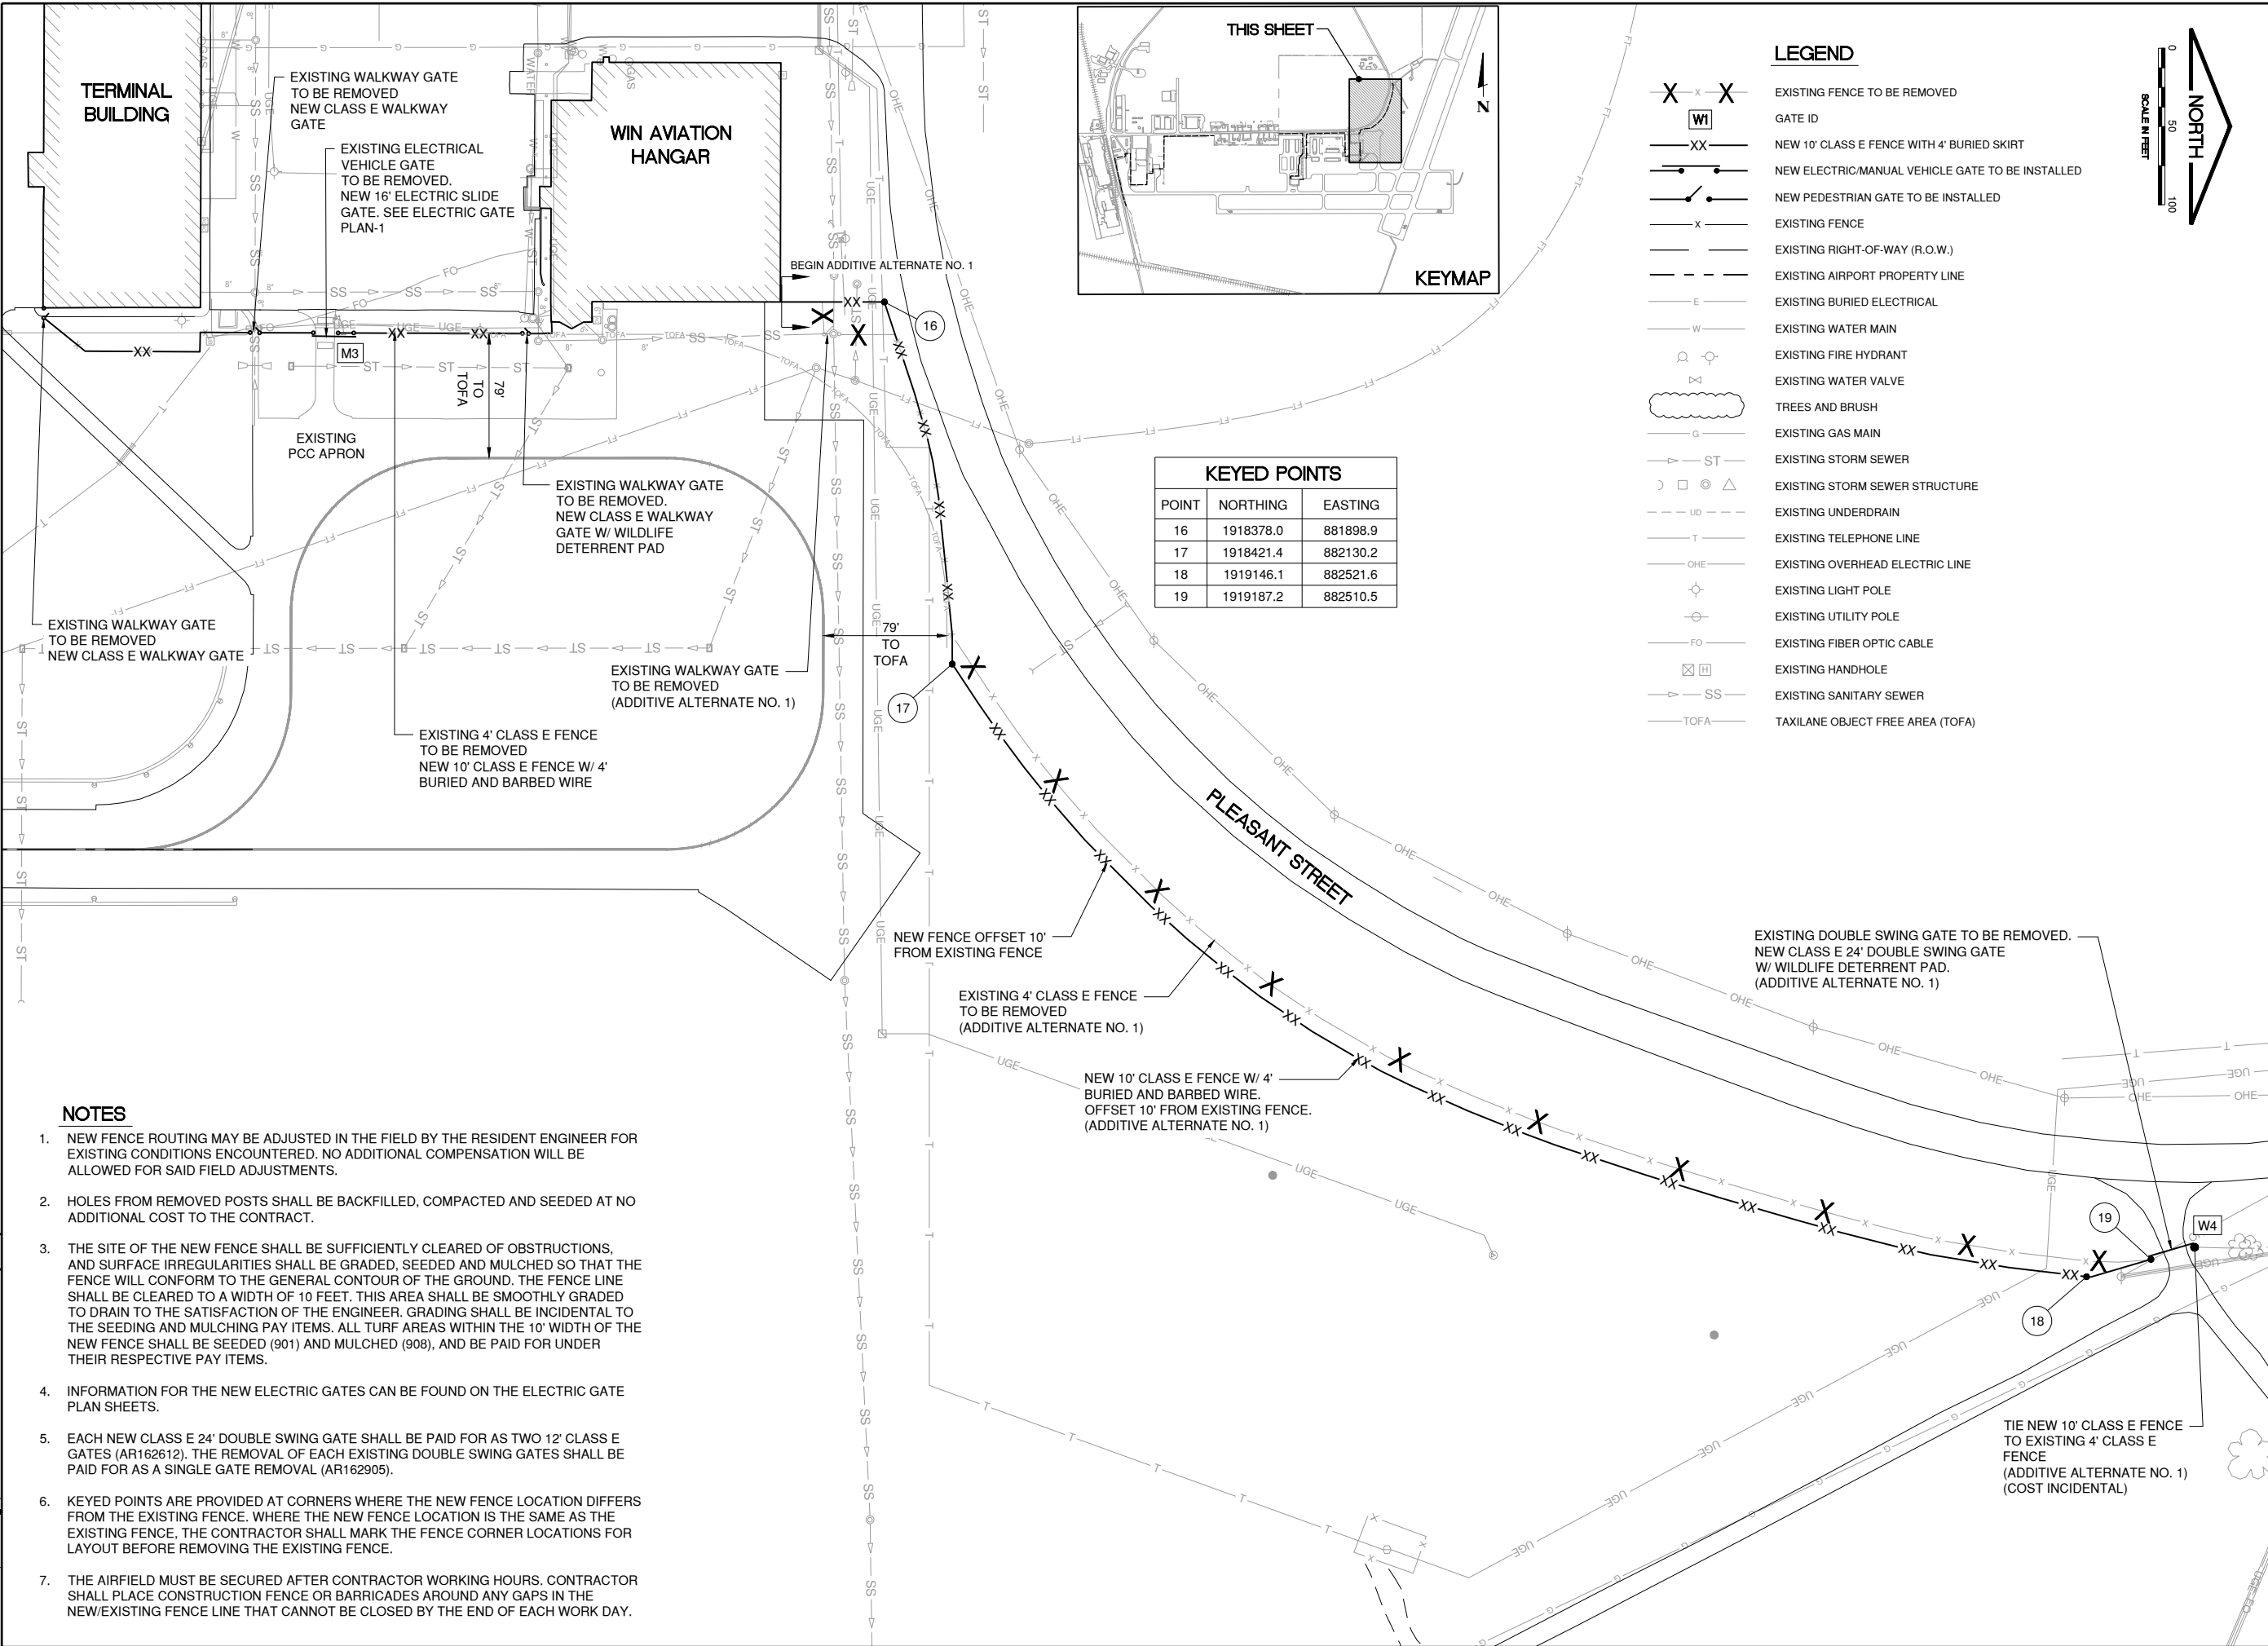 TERMINAL
BUILDING
EXISTING WALKWAY GATE
TO BE REMOVED
NEW CLASS E WALKWAY
GATE
EXISTING ELECTRICAL
VEHICLE GATE
TO BE REMOVED.
NEW 16' ELECTRIC SLIDE
GATE. SEE ELECTRIC GATE
PLAN-1
WIN AVIATION
HANGAR
BEGIN ADDITIVE ALTERNATE NO. 1
16
M3
79'
TO
TOFA
EXISTING
PCC APRON
EXISTING WALKWAY GATE
TO BE REMOVED.
NEW CLASS E WALKWAY
GATE W/ WILDLIFE
DETERRENT PAD
EXISTING WALKWAY GATE
TO BE REMOVED
NEW CLASS E WALKWAY GATE
EXISTING WALKWAY GATE
TO BE REMOVED
(ADDITIVE ALTERNATE NO. 1)
79'
TO
TOFA
17
EXISTING 4' CLASS E FENCE
TO BE REMOVED
NEW 10' CLASS E FENCE W/ 4'
BURIED AND BARBED WIRE
THIS SHEET
N
KEYMAP
KEYED POINTS
POINT NORTHING EASTING
16 1918378.0 881898.9
17 1918421.4 882130.2
18 1919146.1 882521.6
19 1919187.2 882510.5
LEGEND
X x X EXISTING FENCE TO BE REMOVED
W1 GATE ID
XX NEW 10' CLASS E FENCE WITH 4' BURIED SKIRT
NEW ELECTRIC/MANUAL VEHICLE GATE TO BE INSTALLED
NEW PEDESTRIAN GATE TO BE INSTALLED
x EXISTING FENCE
EXISTING RIGHT-OF-WAY (R.O.W.)
EXISTING AIRPORT PROPERTY LINE
E EXISTING BURIED ELECTRICAL
W EXISTING WATER MAIN
EXISTING FIRE HYDRANT
EXISTING WATER VALVE
TREES AND BRUSH
G EXISTING GAS MAIN
ST EXISTING STORM SEWER
EXISTING STORM SEWER STRUCTURE
UD EXISTING UNDERDRAIN
T EXISTING TELEPHONE LINE
OHE EXISTING OVERHEAD ELECTRIC LINE
EXISTING LIGHT POLE
EXISTING UTILITY POLE
FO EXISTING FIBER OPTIC CABLE
H EXISTING HANDHOLE
SS EXISTING SANITARY SEWER
TOFA TAXILANE OBJECT FREE AREA (TOFA)
NORTH
0 50 100
SCALE IN FEET
PLEASANT STREET
NEW FENCE OFFSET 10'
FROM EXISTING FENCE
EXISTING 4' CLASS E FENCE
TO BE REMOVED
(ADDITIVE ALTERNATE NO. 1)
NEW 10' CLASS E FENCE W/ 4'
BURIED AND BARBED WIRE.
OFFSET 10' FROM EXISTING FENCE.
(ADDITIVE ALTERNATE NO. 1)
EXISTING DOUBLE SWING GATE TO BE REMOVED.
NEW CLASS E 24' DOUBLE SWING GATE
W/ WILDLIFE DETERRENT PAD.
(ADDITIVE ALTERNATE NO. 1)
19
W4
18
TIE NEW 10' CLASS E FENCE
TO EXISTING 4' CLASS E
FENCE
(ADDITIVE ALTERNATE NO. 1)
(COST INCIDENTAL)
NOTES
1. NEW FENCE ROUTING MAY BE ADJUSTED IN THE FIELD BY THE RESIDENT ENGINEER FOR
EXISTING CONDITIONS ENCOUNTERED. NO ADDITIONAL COMPENSATION WILL BE
ALLOWED FOR SAID FIELD ADJUSTMENTS.
2. HOLES FROM REMOVED POSTS SHALL BE BACKFILLED, COMPACTED AND SEEDED AT NO
ADDITIONAL COST TO THE CONTRACT.
3. THE SITE OF THE NEW FENCE SHALL BE SUFFICIENTLY CLEARED OF OBSTRUCTIONS,
AND SURFACE IRREGULARITIES SHALL BE GRADED, SEEDED AND MULCHED SO THAT THE
FENCE WILL CONFORM TO THE GENERAL CONTOUR OF THE GROUND. THE FENCE LINE
SHALL BE CLEARED TO A WIDTH OF 10 FEET. THIS AREA SHALL BE SMOOTHLY GRADED
TO DRAIN TO THE SATISFACTION OF THE ENGINEER. GRADING SHALL BE INCIDENTAL TO
THE SEEDING AND MULCHING PAY ITEMS. ALL TURF AREAS WITHIN THE 10' WIDTH OF THE
NEW FENCE SHALL BE SEEDED (901) AND MULCHED (908), AND BE PAID FOR UNDER
THEIR RESPECTIVE PAY ITEMS.
4. INFORMATION FOR THE NEW ELECTRIC GATES CAN BE FOUND ON THE ELECTRIC GATE
PLAN SHEETS.
5. EACH NEW CLASS E 24' DOUBLE SWING GATE SHALL BE PAID FOR AS TWO 12' CLASS E
GATES (AR162612). THE REMOVAL OF EACH EXISTING DOUBLE SWING GATES SHALL BE
PAID FOR AS A SINGLE GATE REMOVAL (AR162905).
6. KEYED POINTS ARE PROVIDED AT CORNERS WHERE THE NEW FENCE LOCATION DIFFERS
FROM THE EXISTING FENCE. WHERE THE NEW FENCE LOCATION IS THE SAME AS THE
EXISTING FENCE, THE CONTRACTOR SHALL MARK THE FENCE CORNER LOCATIONS FOR
LAYOUT BEFORE REMOVING THE EXISTING FENCE.
7. THE AIRFIELD MUST BE SECURED AFTER CONTRACTOR WORKING HOURS. CONTRACTOR
SHALL PLACE CONSTRUCTION FENCE OR BARRICADES AROUND ANY GAPS IN THE
NEW/EXISTING FENCE LINE THAT CANNOT BE CLOSED BY THE END OF EACH WORK DAY.